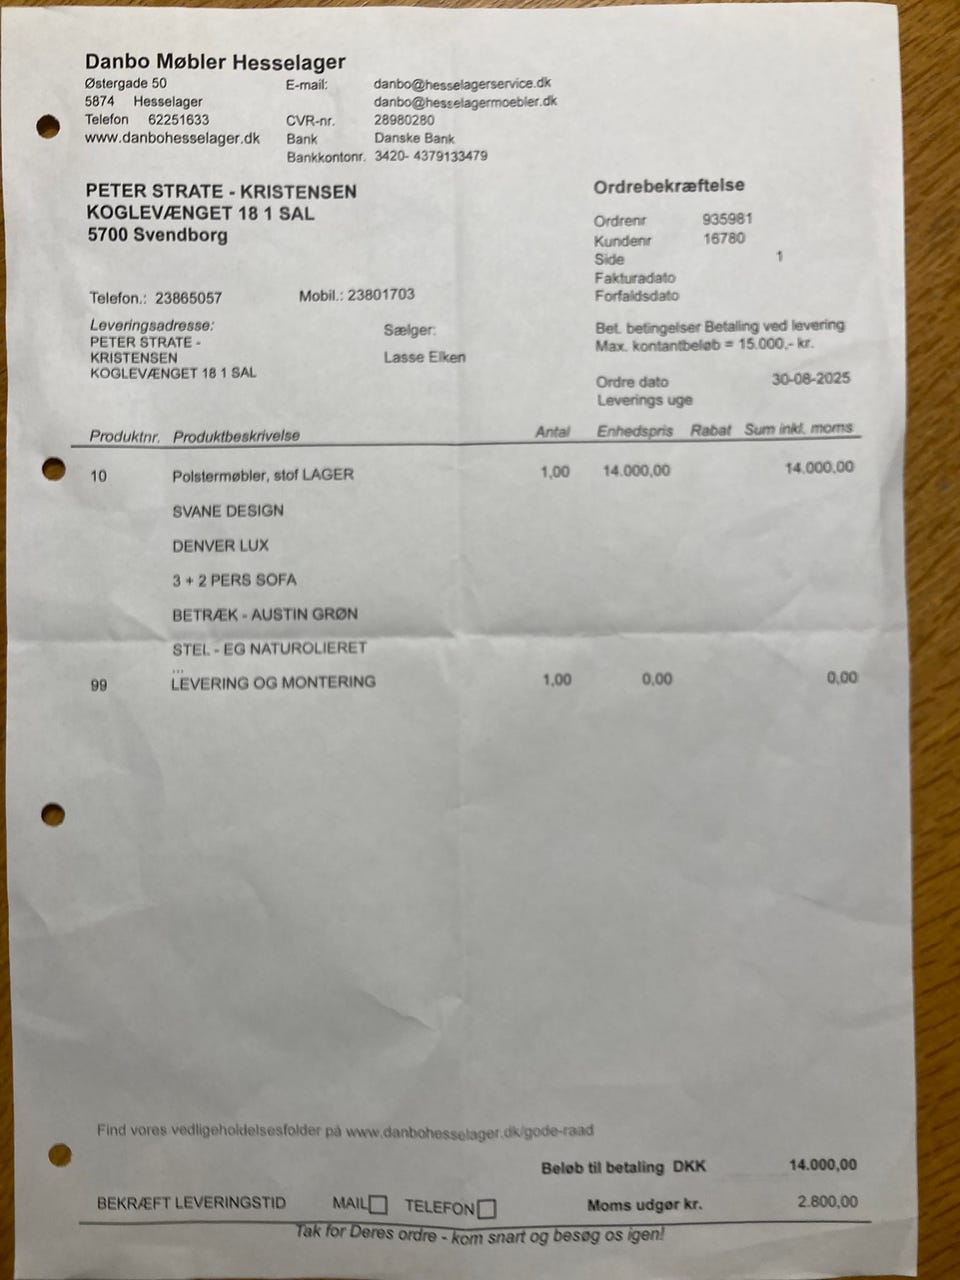 Danbo Møbler Hesselager
Østergade 50 E-mail: danbo@hesselagerservice.dk
5874 Hesselager danbo@hesselagermoebler.dk
Telefon 62251633 CVR-nr. 28980280
www.danbohesselager.dk Bank Danske Bank
Bankkontonr. 3420- 4379133479
PETER STRATE - KRISTENSEN
KOGLEVÆNGET 18 1 SAL
5700 Svendborg
Ordrebekræftelse
Ordrenr 935981
Kundenr 16780
Side 1
Fakturadato
Forfaldsdato
Telefon.: 23865057 Mobil.: 23801703
Leveringsadresse:
PETER STRATE -
KRISTENSEN
KOGLEVÆNGET 18 1 SAL
Sælger:
Lasse Elken
Bet. betingelser Betaling ved levering
Max. kontantbeløb = 15.000,- kr.
Ordre dato 30-08-2025
Leverings uge
Produktnr. Produktbeskrivelse Antal Enhedspris Rabat Sum inkl. moms
10 Polstermøbler, stof LAGER 1,00 14.000,00 14.000,00
SVANE DESIGN
DENVER LUX
3 + 2 PERS SOFA
BETRÆK - AUSTIN GRØN
STEL - EG NATUROLIERET
...
99 LEVERING OG MONTERING 1,00 0,00 0,00
Find vores vedligeholdelsesfolder på www.danbohesselager.dk/gode-raad
Beløb til betaling DKK 14.000,00
BEKRÆFT LEVERINGSTID MAIL TELEFON Moms udgør kr. 2.800,00
Tak for Deres ordre - kom snart og besøg os igen!